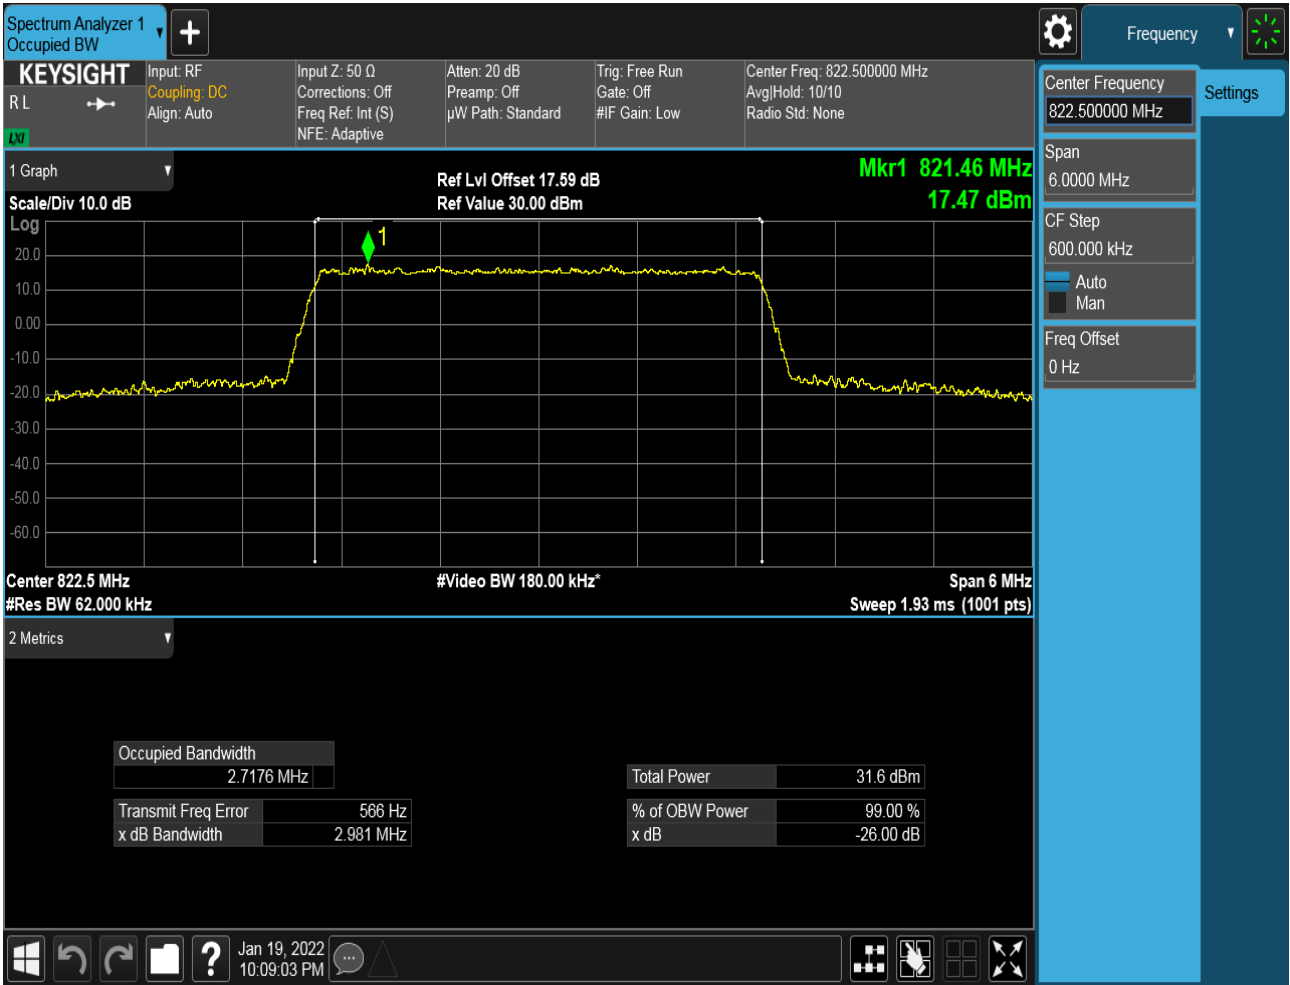 Spectrum Analyzer 1
Occupied BW
Frequency
KEYSIGHT
R L
LXI
Input: RF
Coupling: DC
Align: Auto
Input Z: 50 Ω
Corrections: Off
Freq Ref: Int (S)
NFE: Adaptive
Atten: 20 dB
Preamp: Off
µW Path: Standard
Trig: Free Run
Gate: Off
#IF Gain: Low
Center Freq: 822.500000 MHz
Avg|Hold: 10/10
Radio Std: None
Center Frequency
822.500000 MHz
Settings
Span
6.0000 MHz
CF Step
600.000 kHz
Auto
Man
Freq Offset
0 Hz
1 Graph
Ref Lvl Offset 17.59 dB
Mkr1 821.46 MHz
Scale/Div 10.0 dB
Ref Value 30.00 dBm
17.47 dBm
Log
1
20.0
10.0
0.00
-10.0
-20.0
-30.0
-40.0
-50.0
-60.0
Center 822.5 MHz
#Video BW 180.00 kHz*
Span 6 MHz
#Res BW 62.000 kHz
Sweep 1.93 ms (1001 pts)
2 Metrics
Occupied Bandwidth
2.7176 MHz
Total Power 31.6 dBm
Transmit Freq Error 566 Hz
% of OBW Power 99.00 %
x dB Bandwidth 2.981 MHz
x dB -26.00 dB
Jan 19, 2022
10:09:03 PM